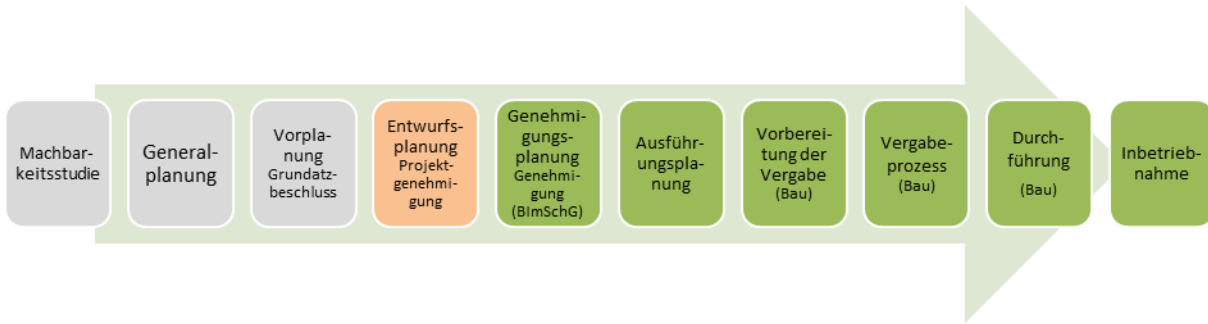 Machbar-
keitsstudie
General-
planung
Vorpla-
nung
Grundatz-
beschluss
Entwurfs-
planung
Projekt-
genehmi-
gung
Genehmi-
gungs-
planung
Genehmi-
gung
(BImSchG)
Ausführ-
rungspla-
nung
Vorberei-
tung der
Vergabe
(Bau)
Vergabe-
prozess
(Bau)
Durch-
führung
(Bau)
Inbetrieb-
nahme